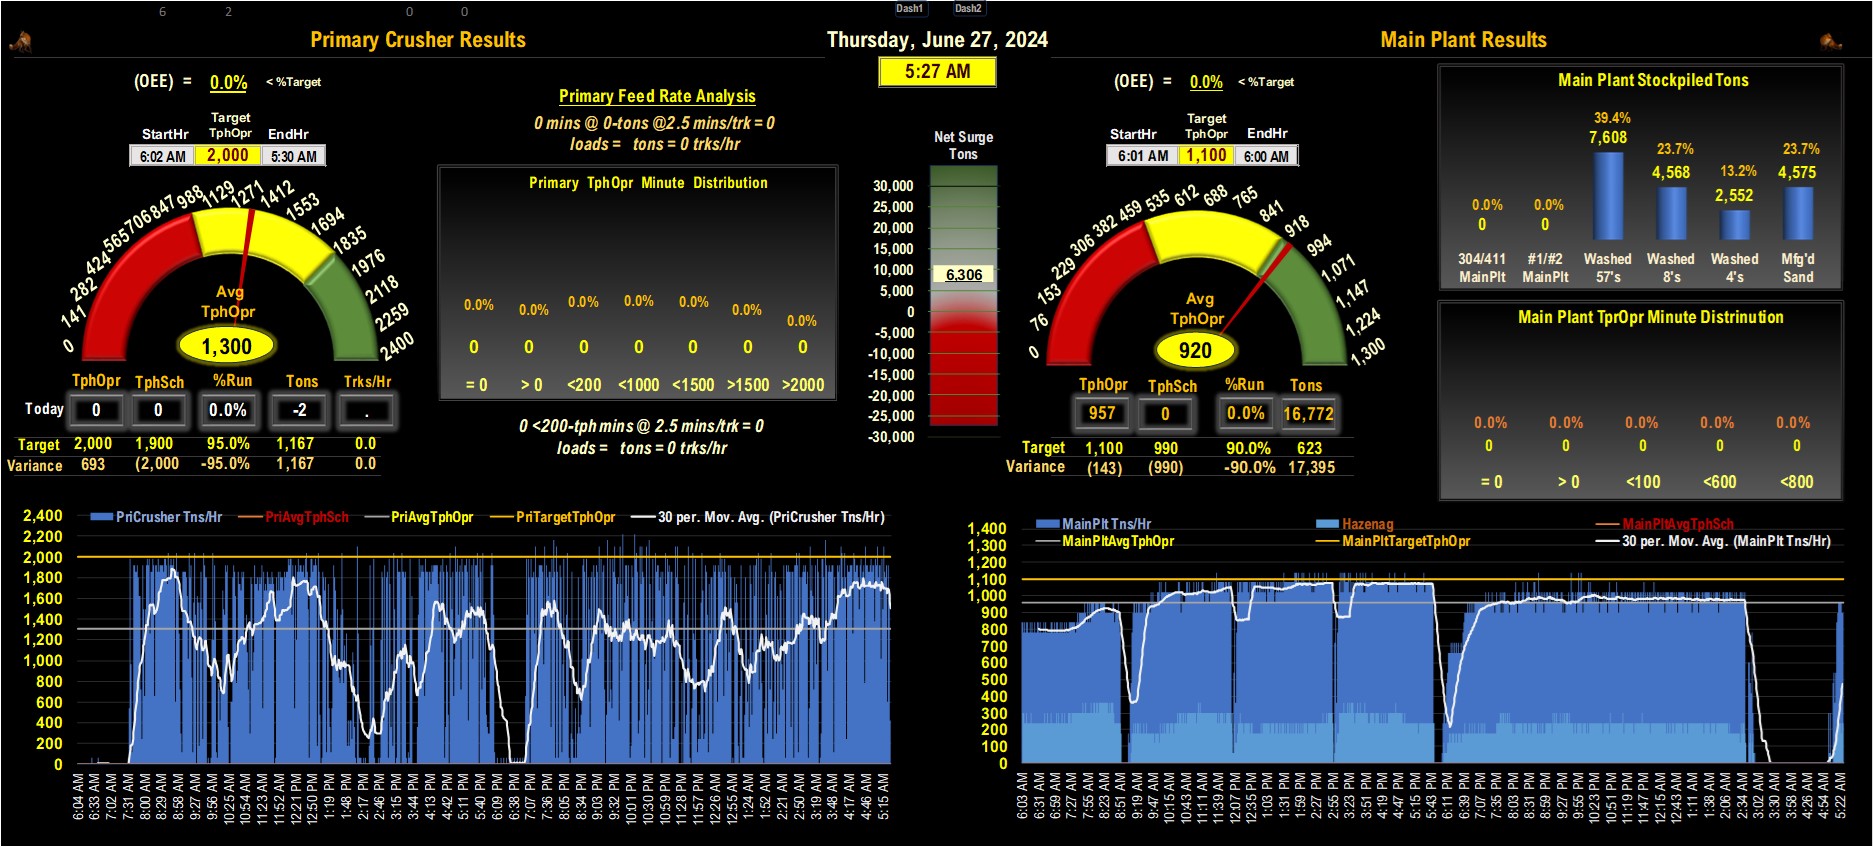 6 2 0 0 Dash1 Dash2
Primary Crusher Results
Thursday, June 27, 2024
Main Plant Results
5:27 AM
(OEE) = 0.0% < %Target
Target
StartHr TphOpr EndHr
6:02 AM 2,000 5:30 AM
0 141 282 424 565 706 847 988 1129 1271 1412 1553 1694 1835 1976 2118 2259 2400
Avg
TphOpr
1,300
TphOpr TphSch %Run Tons Trks/Hr
Today 0 0 0.0% -2 .
Target 2,000 1,900 95.0% 1,167 0.0
Variance 693 (2,000 -95.0% 1,167 0.0
Primary Feed Rate Analysis
0 mins @ 0-tons @2.5 mins/trk = 0
loads = tons = 0 trks/hr
Primary TphOpr Minute Distribution
0.0% 0.0% 0.0% 0.0% 0.0% 0.0% 0.0%
0 0 0 0 0 0 0
= 0 > 0 <200 <1000 <1500 >1500 >2000
0 <200-tph mins @ 2.5 mins/trk = 0
loads = tons = 0 trks/hr
Net Surge
Tons
30,000
25,000
20,000
15,000
10,000
6,306
5,000
0
-5,000
-10,000
-15,000
-20,000
-25,000
-30,000
(OEE) = 0.0% < %Target
Target
StartHr TphOpr EndHr
6:01 AM 1,100 6:00 AM
0 76 153 229 306 382 459 535 612 688 765 841 918 994 1,071 1,147 1,224 1,300
Avg
TphOpr
920
TphOpr TphSch %Run Tons
957 0 0.0% 16,772
Target 1,100 990 90.0% 623
Variance (143) (990) -90.0% 17,395
Main Plant Stockpiled Tons
0.0% 0.0% 39.4% 23.7% 13.2% 23.7%
0 0 7,608 4,568 2,552 4,575
304/411 #1/#2 Washed Washed Washed Mfg'd
MainPlt MainPlt 57's 8's 4's Sand
Main Plant TprOpr Minute Distrinution
0.0% 0.0% 0.0% 0.0% 0.0%
0 0 0 0 0
= 0 > 0 <100 <600 <800
PriCrusher Tns/Hr PriAvgTphSch PriAvgTphOpr PriTargetTphOpr 30 per. Mov. Avg. (PriCrusher Tns/Hr)
2,400
2,200
2,000
1,800
1,600
1,400
1,200
1,000
800
600
400
200
0
6:04 AM 6:33 AM 7:02 AM 7:31 AM 8:00 AM 8:29 AM 8:58 AM 9:27 AM 9:56 AM 10:25 AM 10:54 AM 11:23 AM 11:52 AM 12:21 PM 12:50 PM 1:19 PM 1:48 PM 2:17 PM 2:46 PM 3:15 PM 3:44 PM 4:13 PM 4:42 PM 5:11 PM 5:40 PM 6:09 PM 6:38 PM 7:07 PM 7:36 PM 8:05 PM 8:34 PM 9:03 PM 9:32 PM 10:01 PM 10:30 PM 10:59 PM 11:28 PM 11:57 PM 12:26 AM 12:55 AM 1:24 AM 1:52 AM 2:21 AM 2:50 AM 3:19 AM 3:48 AM 4:17 AM 4:46 AM 5:15 AM
MainPlt Tns/Hr Hazenag MainPltAvgTphSch
MainPltAvgTphOpr MainPltTargetTphOpr 30 per. Mov. Avg. (MainPlt Tns/Hr)
1,400
1,300
1,200
1,100
1,000
900
800
700
600
500
400
300
200
100
0
6:03 AM 6:31 AM 6:59 AM 7:27 AM 7:55 AM 8:23 AM 8:51 AM 9:19 AM 9:47 AM 10:15 AM 10:43 AM 11:11 AM 11:39 AM 12:07 PM 12:35 PM 1:03 PM 1:31 PM 1:59 PM 2:27 PM 2:55 PM 3:23 PM 3:51 PM 4:19 PM 4:47 PM 5:15 PM 5:43 PM 6:11 PM 6:39 PM 7:07 PM 7:35 PM 8:03 PM 8:31 PM 8:59 PM 9:27 PM 9:55 PM 10:23 PM 10:51 PM 11:19 PM 11:47 PM 12:15 AM 12:43 AM 1:11 AM 1:38 AM 2:06 AM 2:34 AM 3:02 AM 3:30 AM 3:58 AM 4:26 AM 4:54 AM 5:22 AM